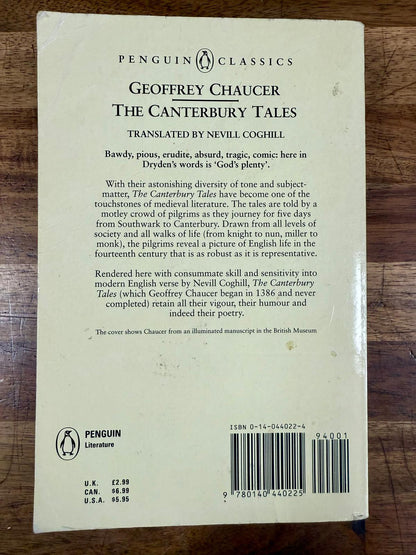 PENGUIN CLASSICS
GEOFFREY CHAUCER
THE CANTERBURY TALES
TRANSLATED BY NEVILL COGHILL
Bawdy, pious, erudite, absurd, tragic, comic: here in
Dryden's words is 'God's plenty'.
With their astonishing diversity of tone and subject-
matter, The Canterbury Tales have become one of the
touchstones of medieval literature. The tales are told by a
motley crowd of pilgrims as they journey for five days
from Southwark to Canterbury. Drawn from all levels of
society and all walks of life (from knight to nun, miller to
monk), the pilgrims reveal a picture of English life in the
fourteenth century that is as robust as it is representative.
Rendered here with consummate skill and sensitivity into
modern English verse by Nevill Coghill, The Canterbury
Tales (which Geoffrey Chaucer began in 1386 and never
completed) retain all their vigour, their humour and
indeed their poetry.
The cover shows Chaucer from an illuminated manuscript in the British Museum
PENGUIN
Literature
U.K. £2.99
CAN. $6.99
U.S.A. $5.95
ISBN 0-14-044022-4
94001
9 780140 440225